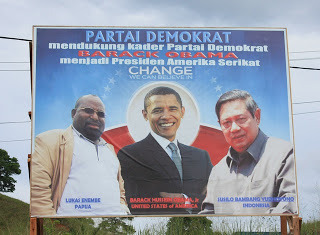 PARTAI DEMOKRAT
mendukung kader Partai Demokrat
BARACK OBAMA
menjadi Presiden Amerika Serikat
CHANGE
WE CAN BELIEVE IN
LUKAS ENEMBE
PAPUA
BARACK HUSSEIN OBAMA, Jr
UNITED STATES of AMERICA
SUSILO BAMBANG YUDHOYONO
INDONESIA